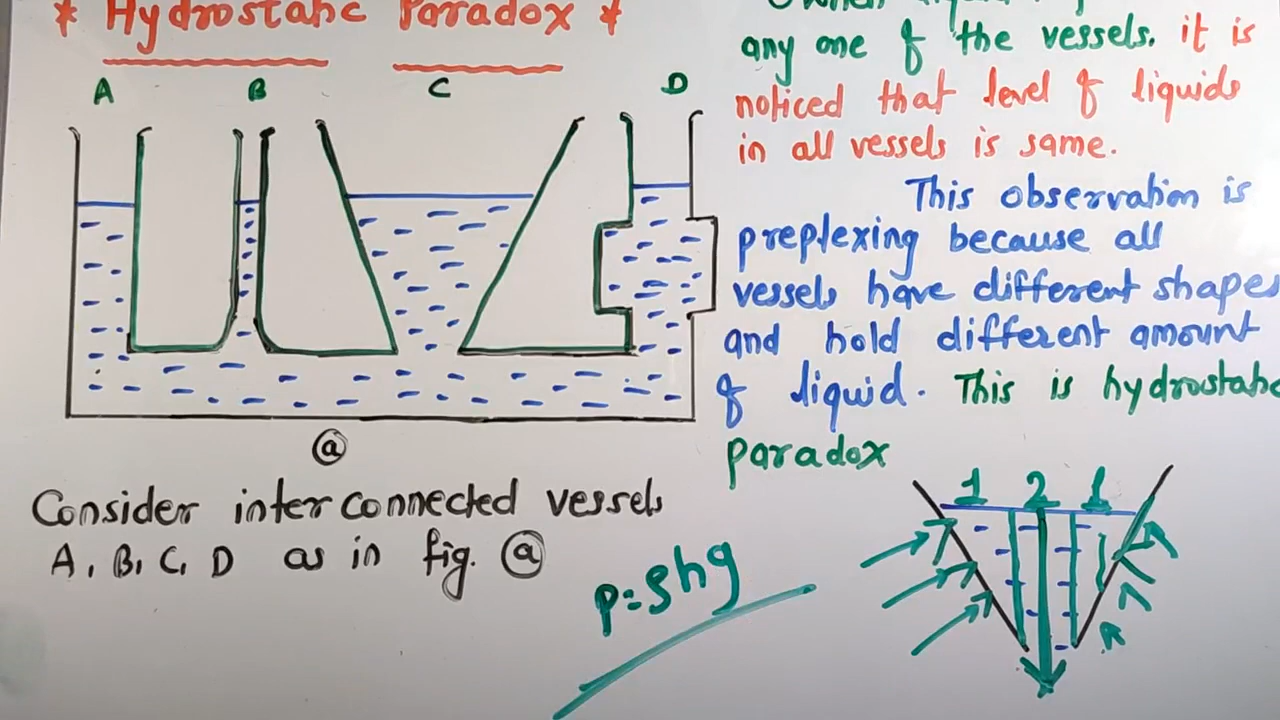 * Hydrostatic Paradox *
A B C D
any one of the vessels. it is
noticed that level of liquids
in all vessels is same.
This observation is
preplexing because all
vessels have different shapes
and hold different amount
of liquid. This is hydrostatic
paradox
ⓐ
Consider interconnected vessels
A, B, C, D as in fig. ⓐ
1 2 1
p=ρhg